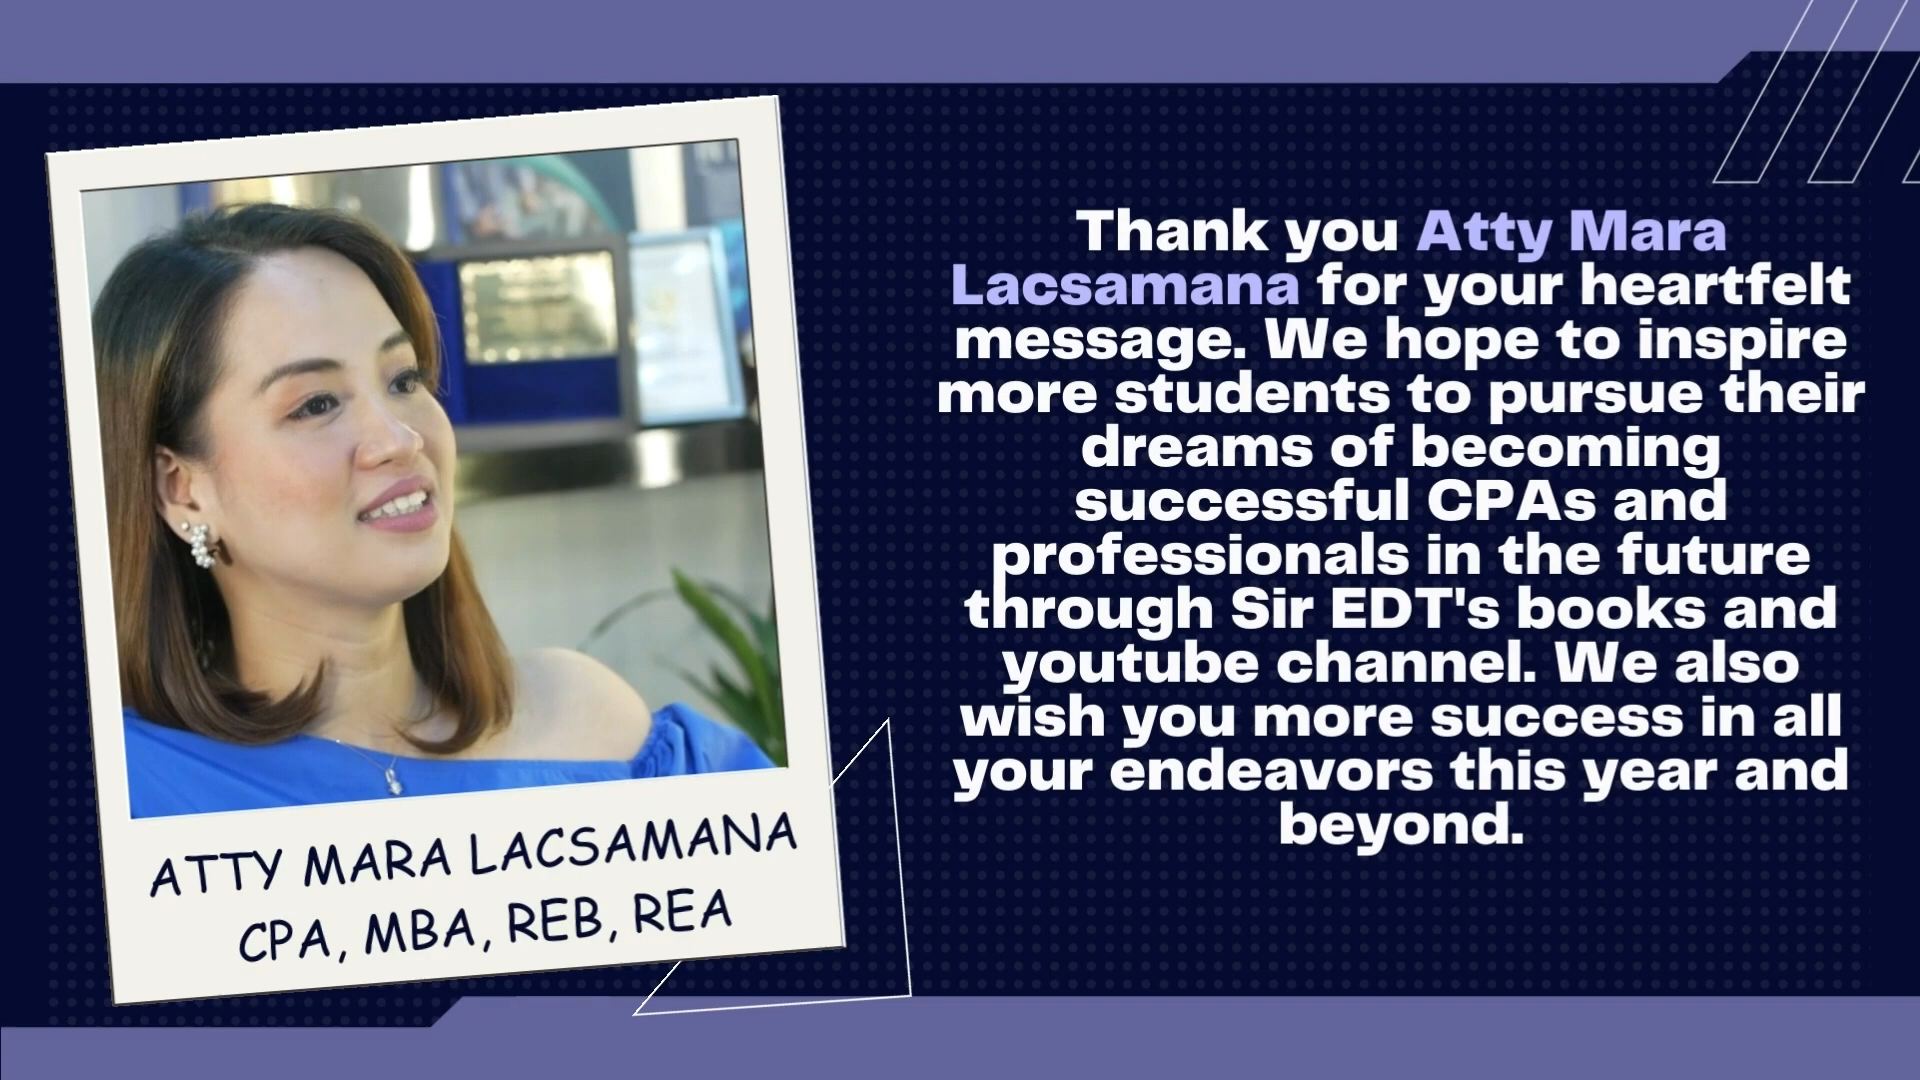 ATTY MARA LACSAMANA
CPA, MBA, REB, REA
Thank you Atty Mara
Lacsamana for your heartfelt
message. We hope to inspire
more students to pursue their
dreams of becoming
successful CPAs and
professionals in the future
through Sir EDT's books and
youtube channel. We also
wish you more success in all
your endeavors this year and
beyond.